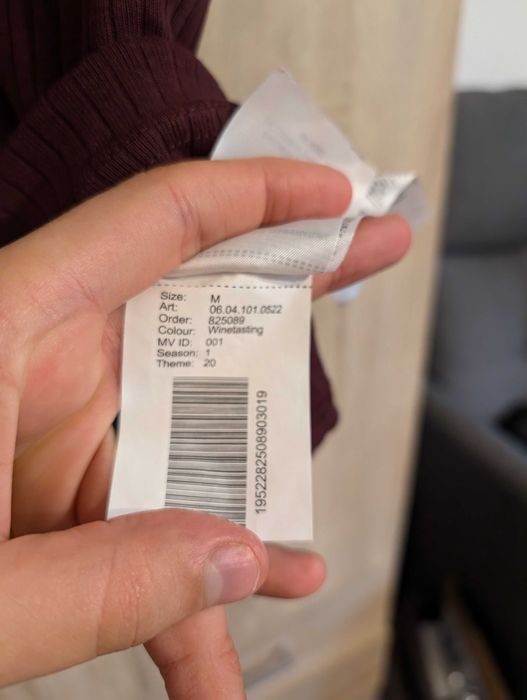 Size: M
Art: 06.04.101.0522
Order: 825089
Colour: Winetasting
MV ID: 001
Season: 1
Theme: 20
1952282508903019